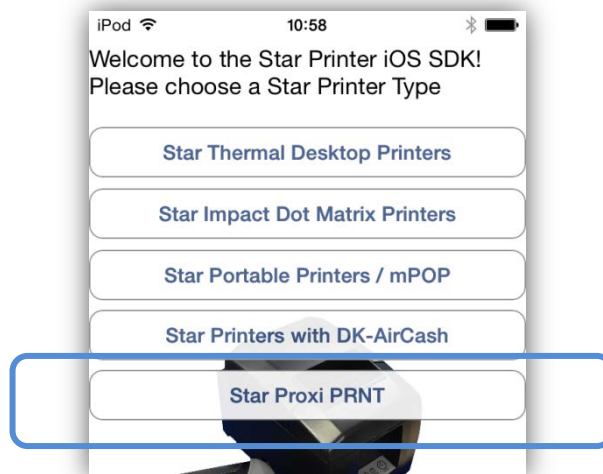 iPod 10:58
Welcome to the Star Printer iOS SDK!
Please choose a Star Printer Type
Star Thermal Desktop Printers
Star Impact Dot Matrix Printers
Star Portable Printers / mPOP
Star Printers with DK-AirCash
Star Proxi PRNT